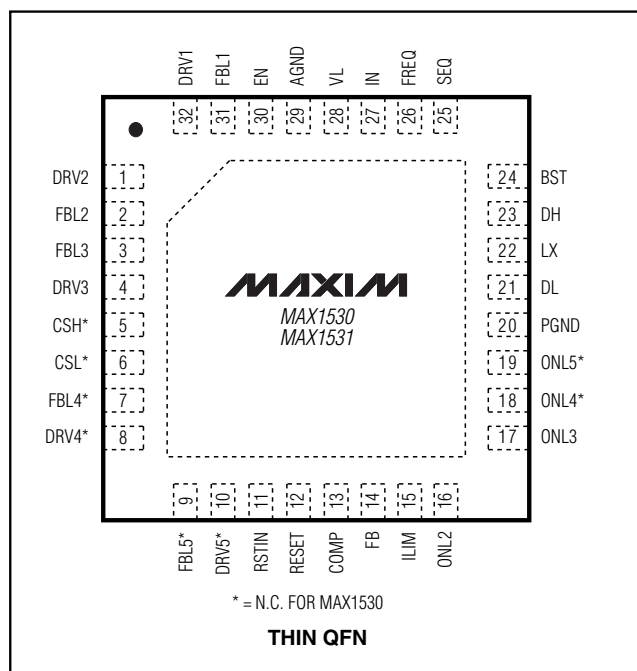 DRV1
FBL1
EN
AGND
VL
IN
FREQ
SEQ
32
31
30
29
28
27
26
25
DRV2 1
FBL2 2
FBL3 3
DRV3 4
CSH* 5
CSL* 6
FBL4* 7
DRV4* 8
MAXIM
MAX1530
MAX1531
24 BST
23 DH
22 LX
21 DL
20 PGND
19 ONL5*
18 ONL4*
17 ONL3
9
10
11
12
13
14
15
16
FBL5*
DRV5*
RSTIN
RESET
COMP
FB
ILIM
ONL2
* = N.C. FOR MAX1530
THIN QFN